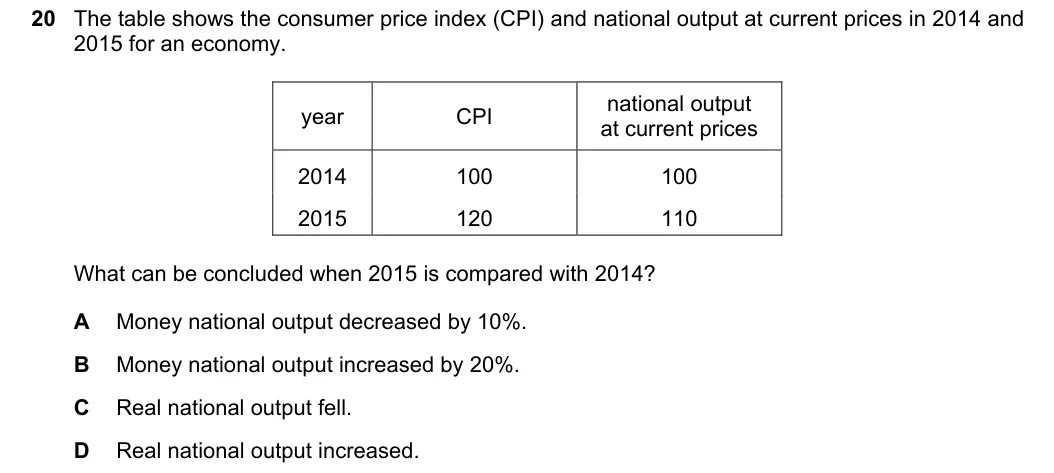 20 The table shows the consumer price index (CPI) and national output at current prices in 2014 and
2015 for an economy.
year CPI national output
at current prices
2014 100 100
2015 120 110
What can be concluded when 2015 is compared with 2014?
A Money national output decreased by 10%.
B Money national output increased by 20%.
C Real national output fell.
D Real national output increased.